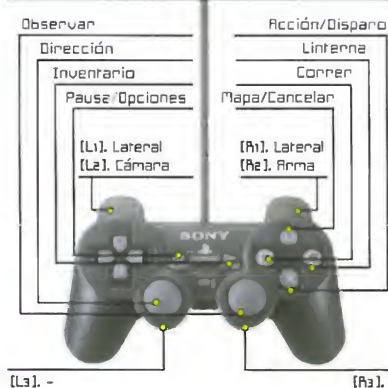 Observar
Acción/Disparo
Dirección
Linterna
Inventario
Correr
Pausa/Opciones
Mapa/Cancelar
[L1]. Lateral
[L2]. Cámara
[R1]. Lateral
[R2]. Arma
SONY
[L3]. -
[R3].